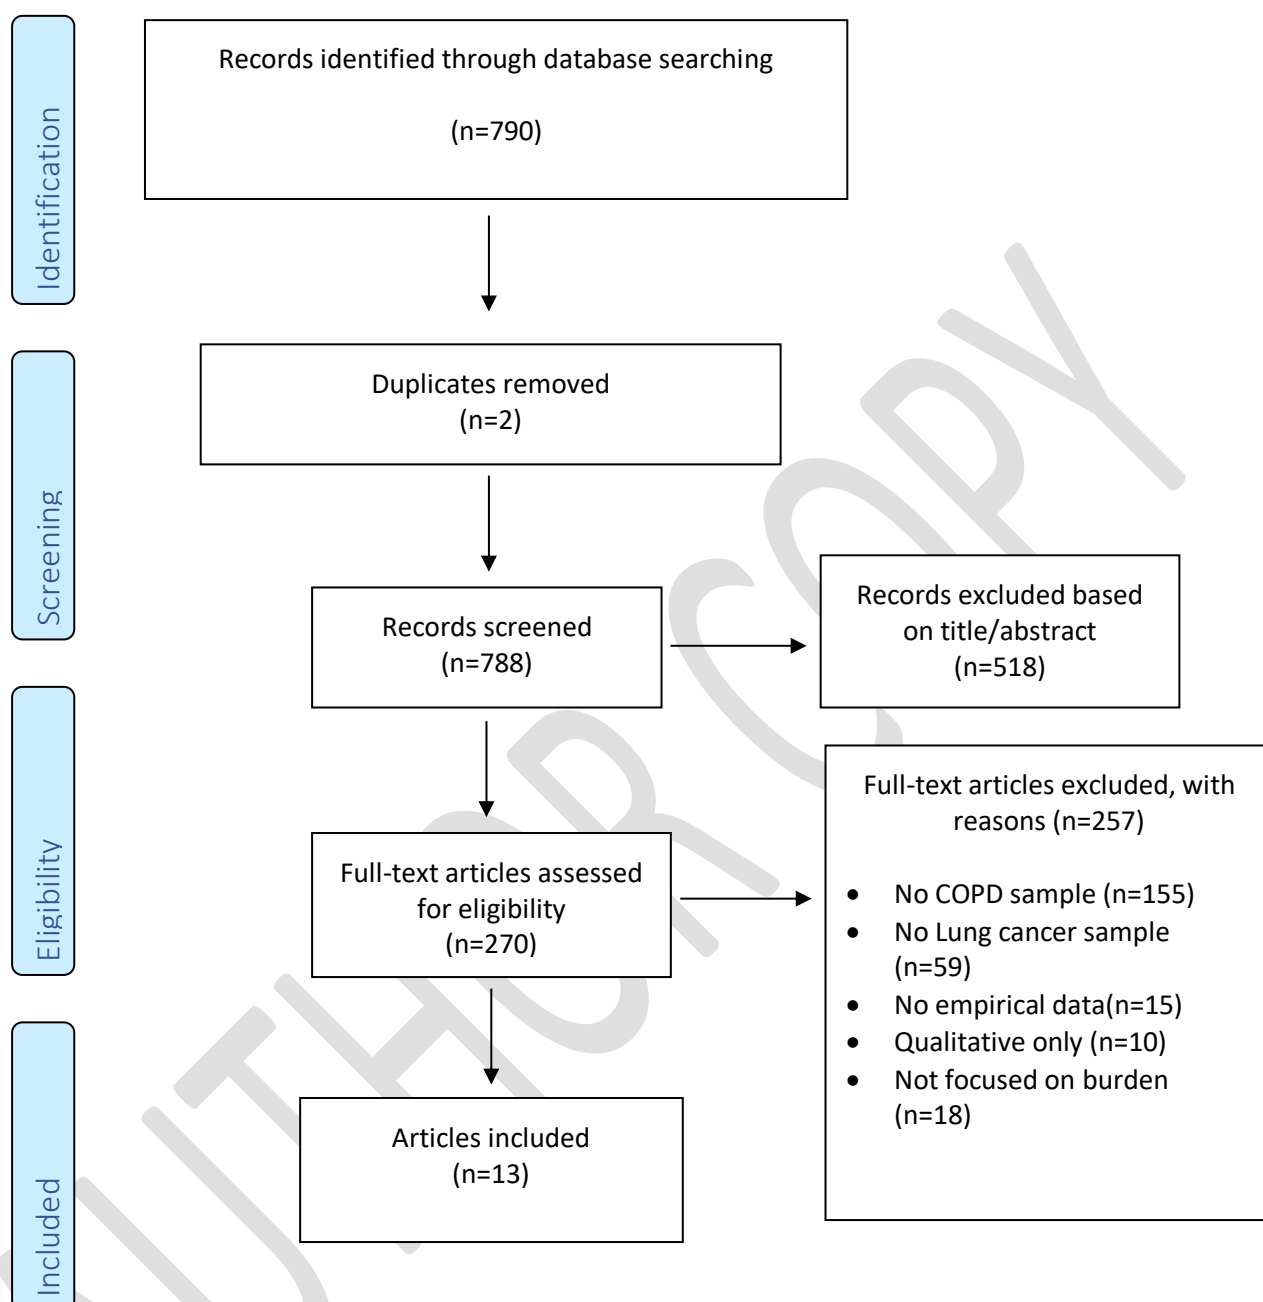 Identification
Records identified through database searching
(n=790)
Duplicates removed
(n=2)
Screening
Records screened
(n=788)
Records excluded based
on title/abstract
(n=518)
Eligibility
Full-text articles assessed
for eligibility
(n=270)
Full-text articles excluded, with
reasons (n=257)
• No COPD sample (n=155)
• No Lung cancer sample
(n=59)
• No empirical data(n=15)
• Qualitative only (n=10)
• Not focused on burden
(n=18)
Included
Articles included
(n=13)
AUTHOR COPY